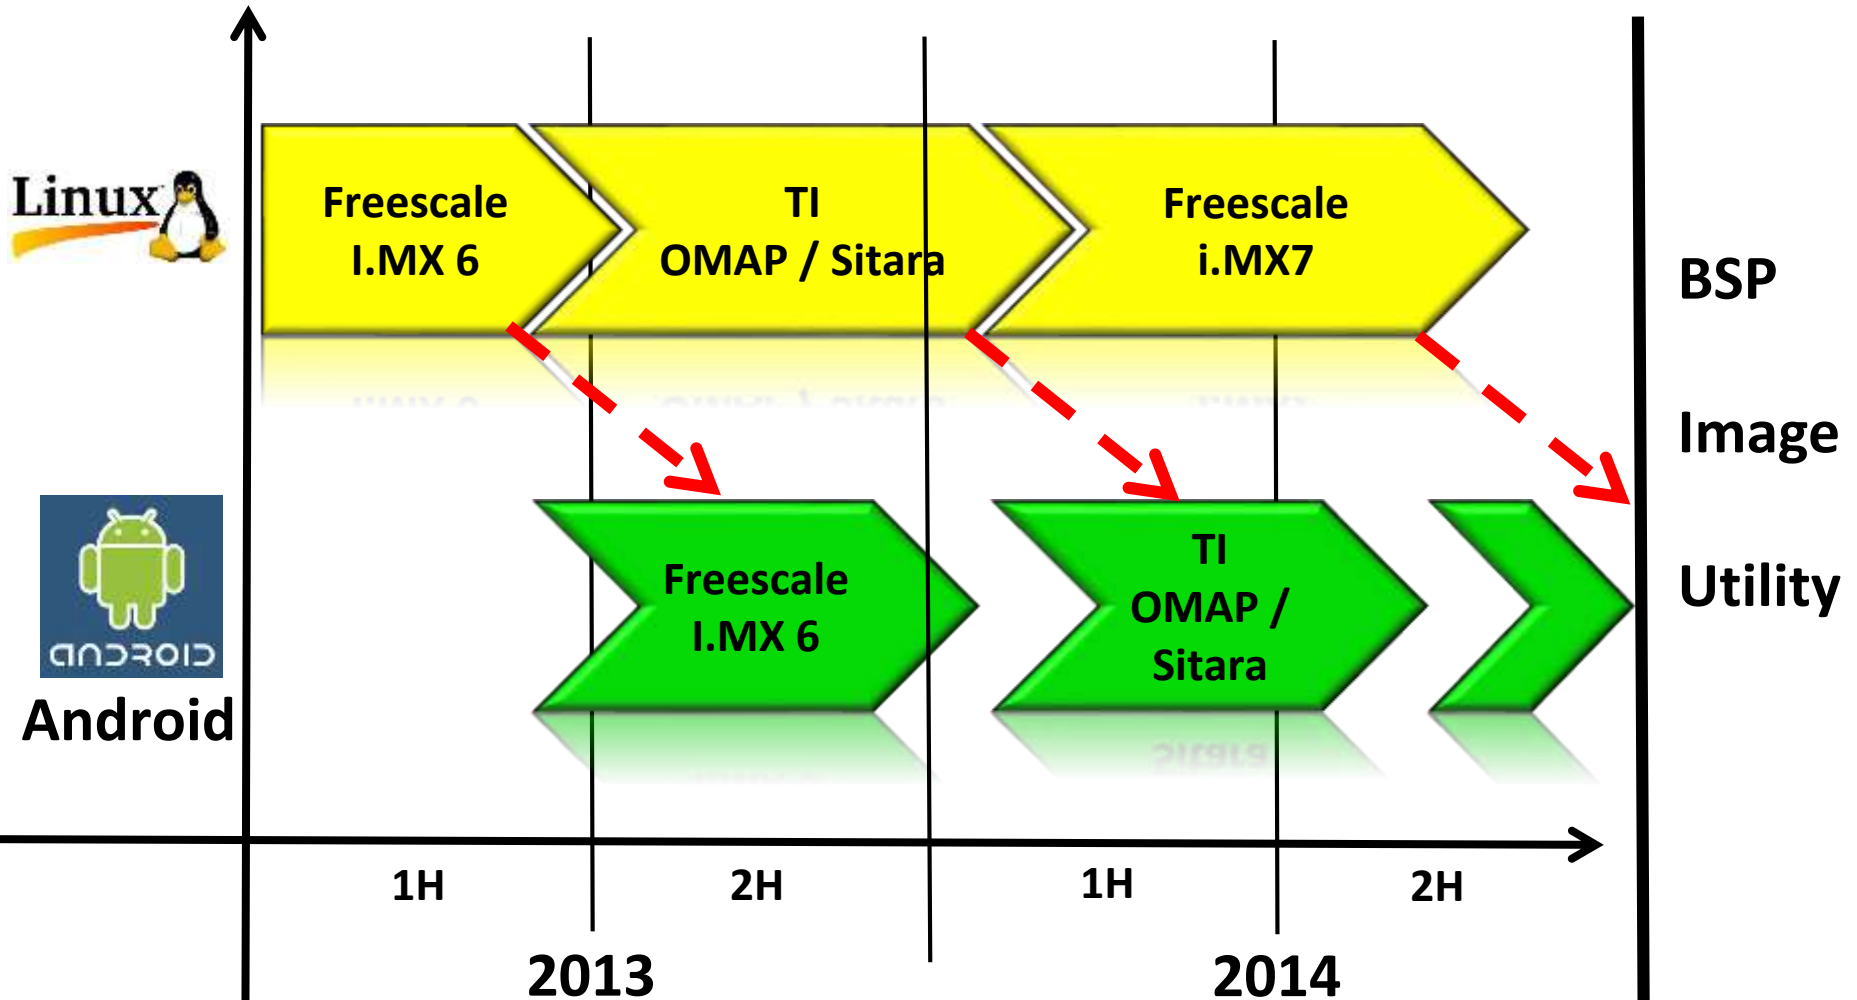 Linux
Freescale
I.MX 6
TI
OMAP / Sitara
Freescale
i.MX7
BSP
Image
Utility
ANDROID
Android
Freescale
I.MX 6
TI
OMAP /
Sitara
1H
2H
1H
2H
2013
2014